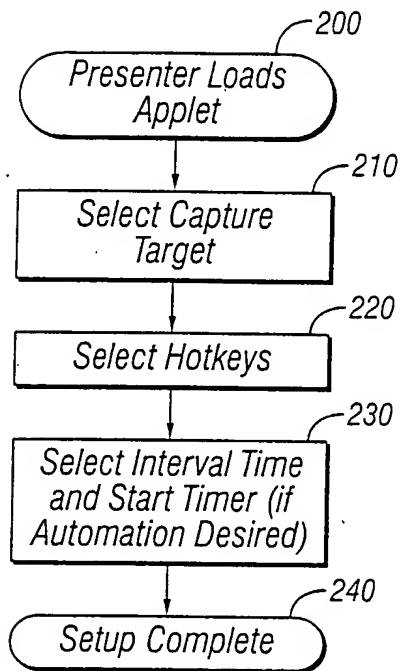 200
Presenter Loads
Applet
210
Select Capture
Target
220
Select Hotkeys
230
Select Interval Time
and Start Timer (if
Automation Desired)
240
Setup Complete